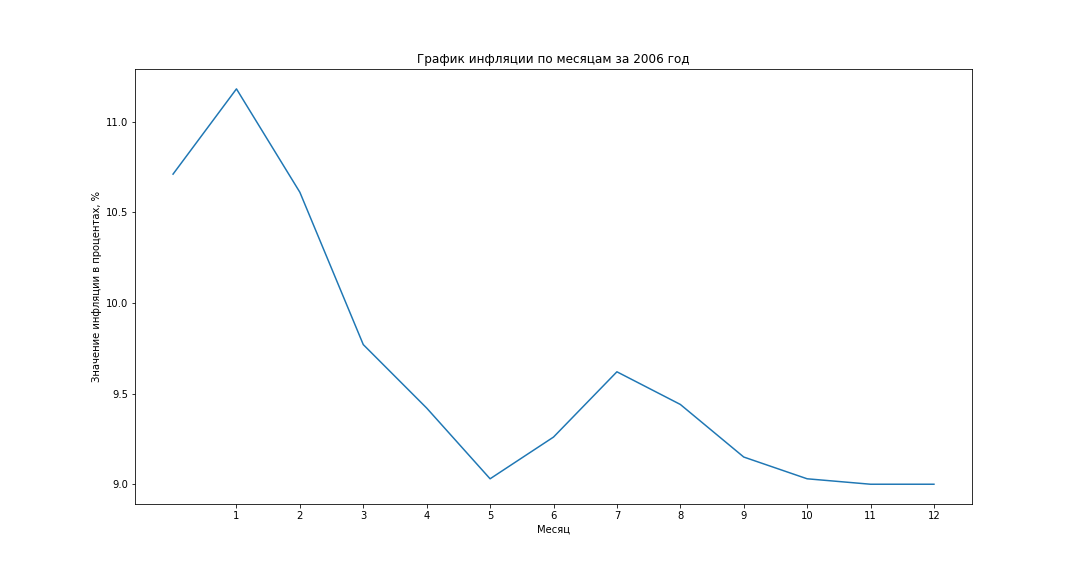 График инфляции по месяцам за 2006 год
Значение инфляции в процентах, %
11.0
10.5
10.0
9.5
9.0
1 2 3 4 5 6 7 8 9 10 11 12
Месяц